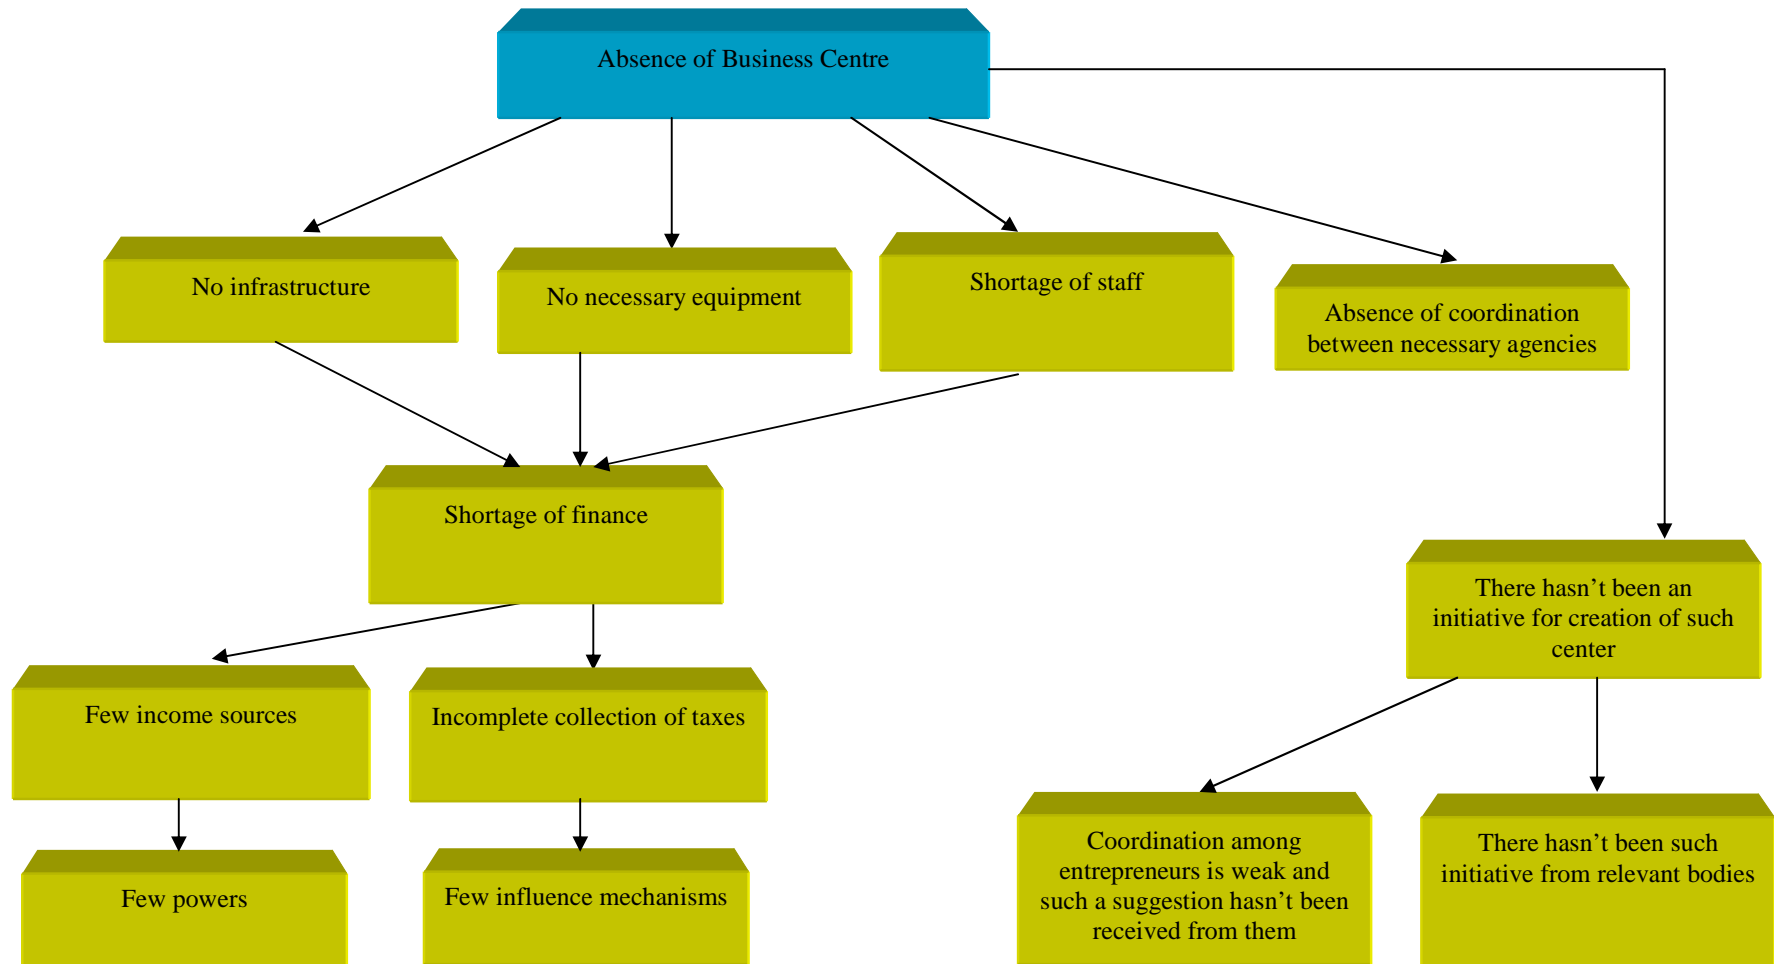 Absence of Business Centre
No infrastructure
No necessary equipment
Shortage of staff
Absence of coordination
between necessary agencies
Shortage of finance
There hasn’t been an
initiative for creation of such
center
Few income sources
Incomplete collection of taxes
Few powers
Few influence mechanisms
Coordination among
entrepreneurs is weak and
such a suggestion hasn’t been
received from them
There hasn’t been such
initiative from relevant bodies